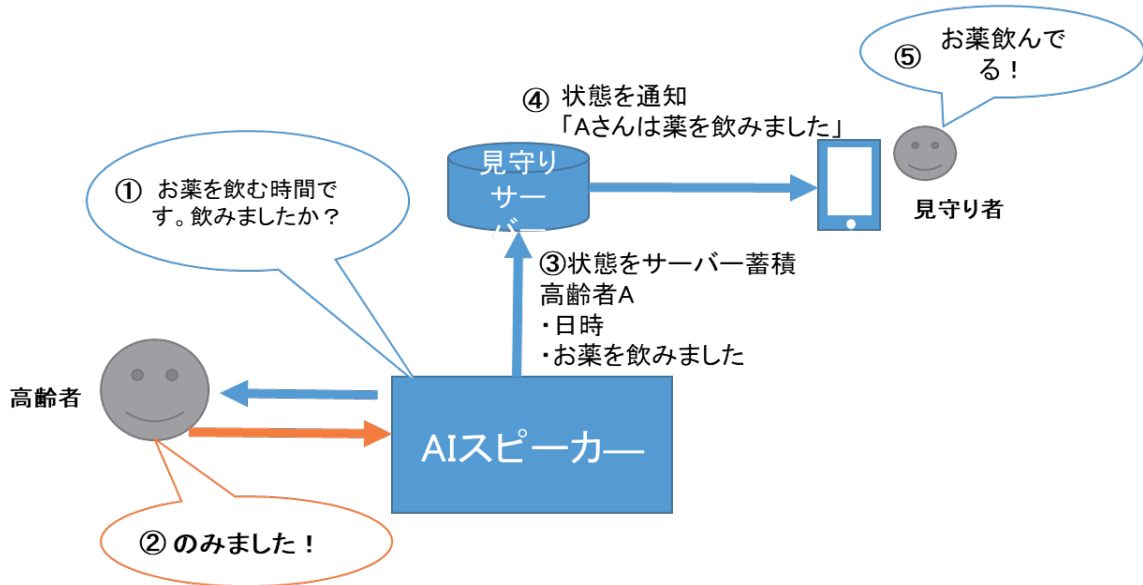 ① お薬を飲む時間で
す。飲みましたか？
高齢者
② のみました！
AIスピーカー
③状態をサーバー蓄積
高齢者A
・日時
・お薬を飲みました
見守り
サー
バー
④ 状態を通知
「Aさんは薬を飲みました」
⑤ お薬飲んで
る！
見守り者